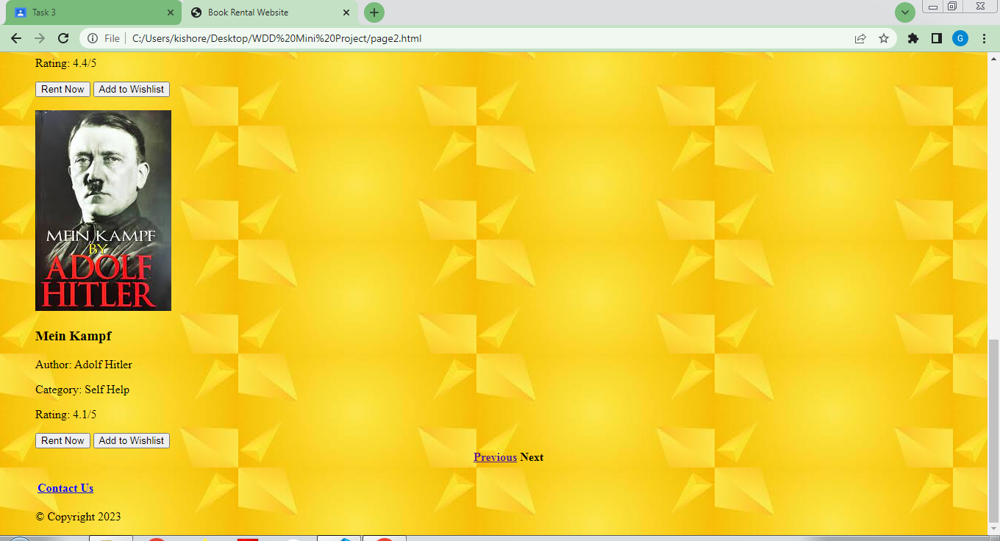 Task 3
Book Rental Website
File
C:/Users/kishore/Desktop/WDD%20Mini%20Project/page2.html
G
Rating: 4.4/5
Rent Now Add to Wishlist
MEIN KAMPF
BY
ADOLF
HITLER
Mein Kampf
Author: Adolf Hitler
Category: Self Help
Rating: 4.1/5
Rent Now Add to Wishlist
Previous Next
Contact Us
© Copyright 2023